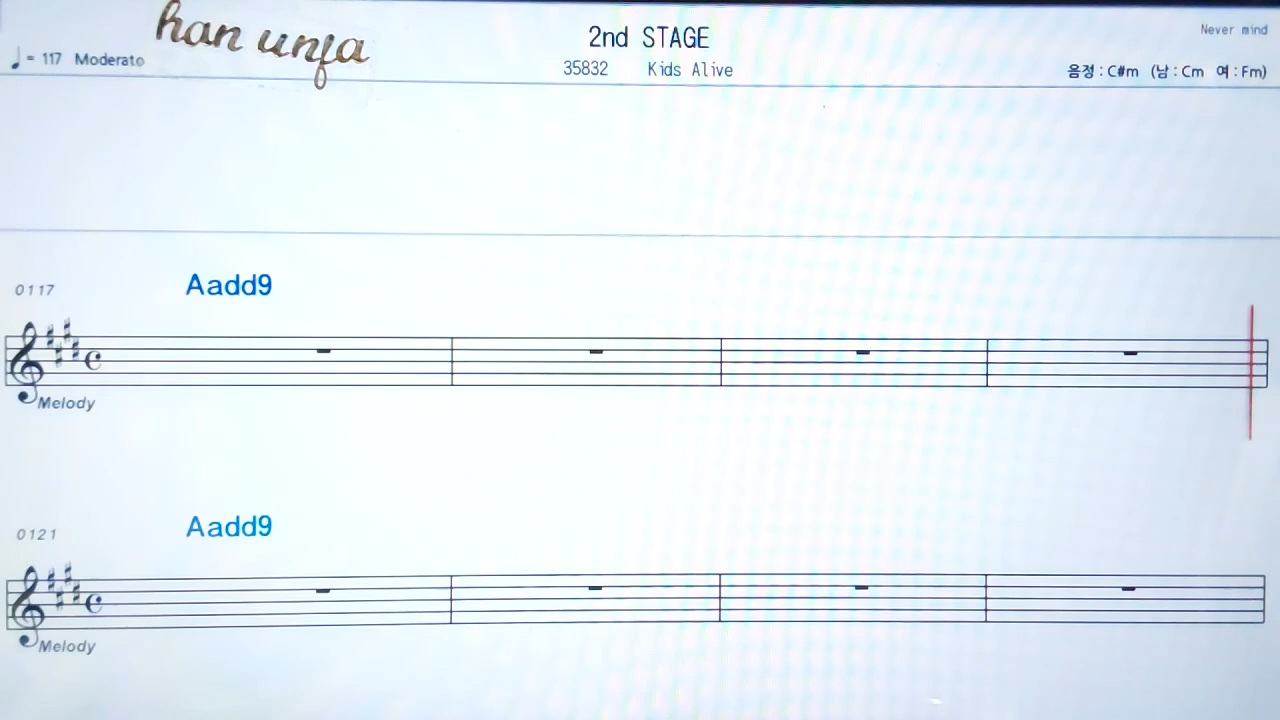 han unfa
2nd STAGE
Never mind
♩= 117 Moderato
35832 Kids Alive
음정 : C#m (남 : Cm 여 : Fm)
0117
Aadd9
Melody
0121
Aadd9
Melody